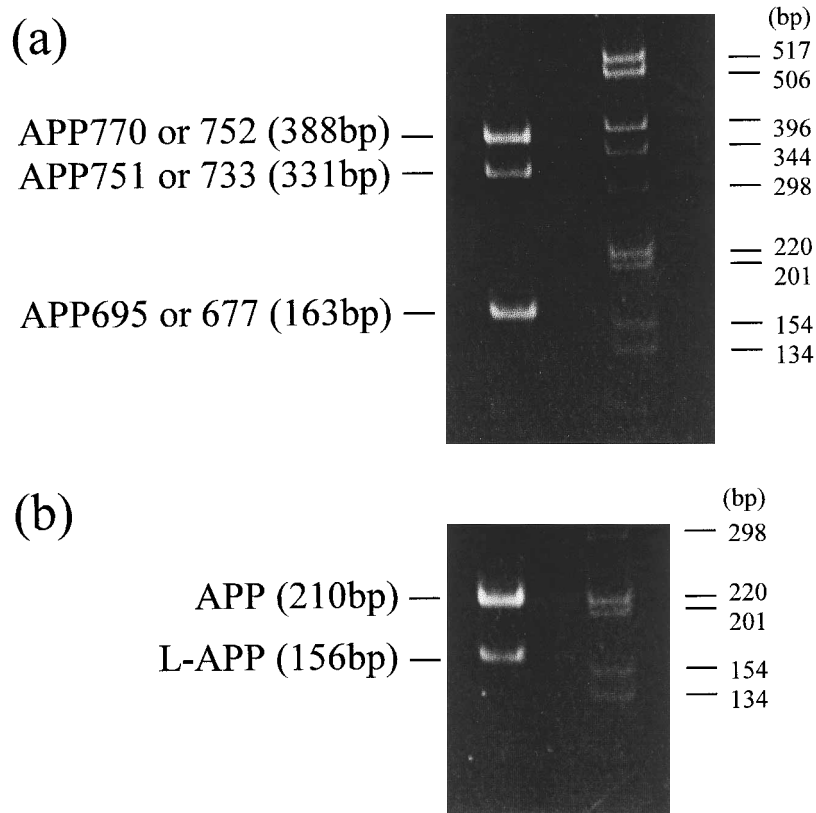 (a)
(bp)
517
506
APP770 or 752 (388bp)
396
344
APP751 or 733 (331bp)
298
220
201
APP695 or 677 (163bp)
154
134
(b)
(bp)
298
APP (210bp)
220
201
L-APP (156bp)
154
134